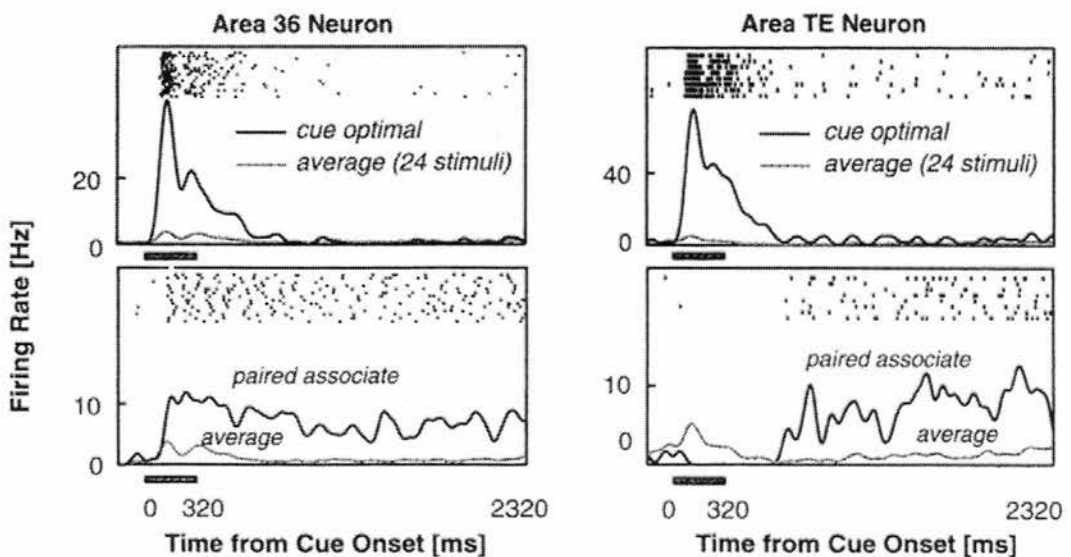 Area 36 Neuron
Area TE Neuron
cue optimal
average (24 stimuli)
20
0
cue optimal
average (24 stimuli)
40
0
Firing Rate [Hz]
paired associate
average
10
0
paired associate
average
10
0
0 320 2320
0 320 2320
Time from Cue Onset [ms]
Time from Cue Onset [ms]